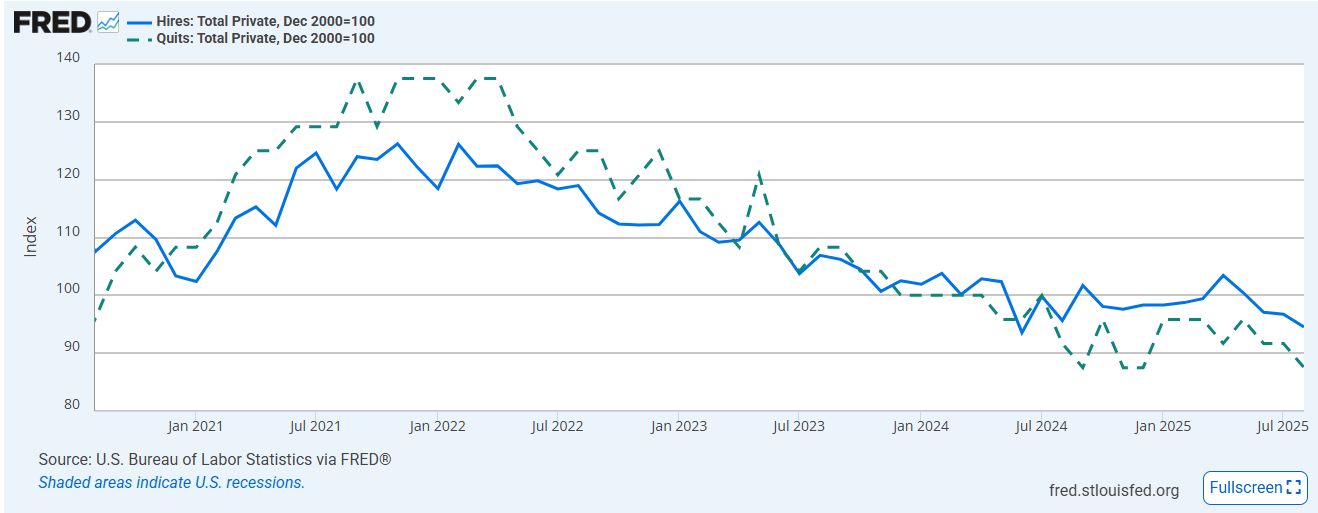 FRED
Hires: Total Private, Dec 2000=100
Quits: Total Private, Dec 2000=100
140
130
120
110
100
90
80
Index
Jan 2021 Jul 2021 Jan 2022 Jul 2022 Jan 2023 Jul 2023 Jan 2024 Jul 2024 Jan 2025 Jul 2025
Source: U.S. Bureau of Labor Statistics via FRED®
Shaded areas indicate U.S. recessions.
fred.stlouisfed.org
Fullscreen